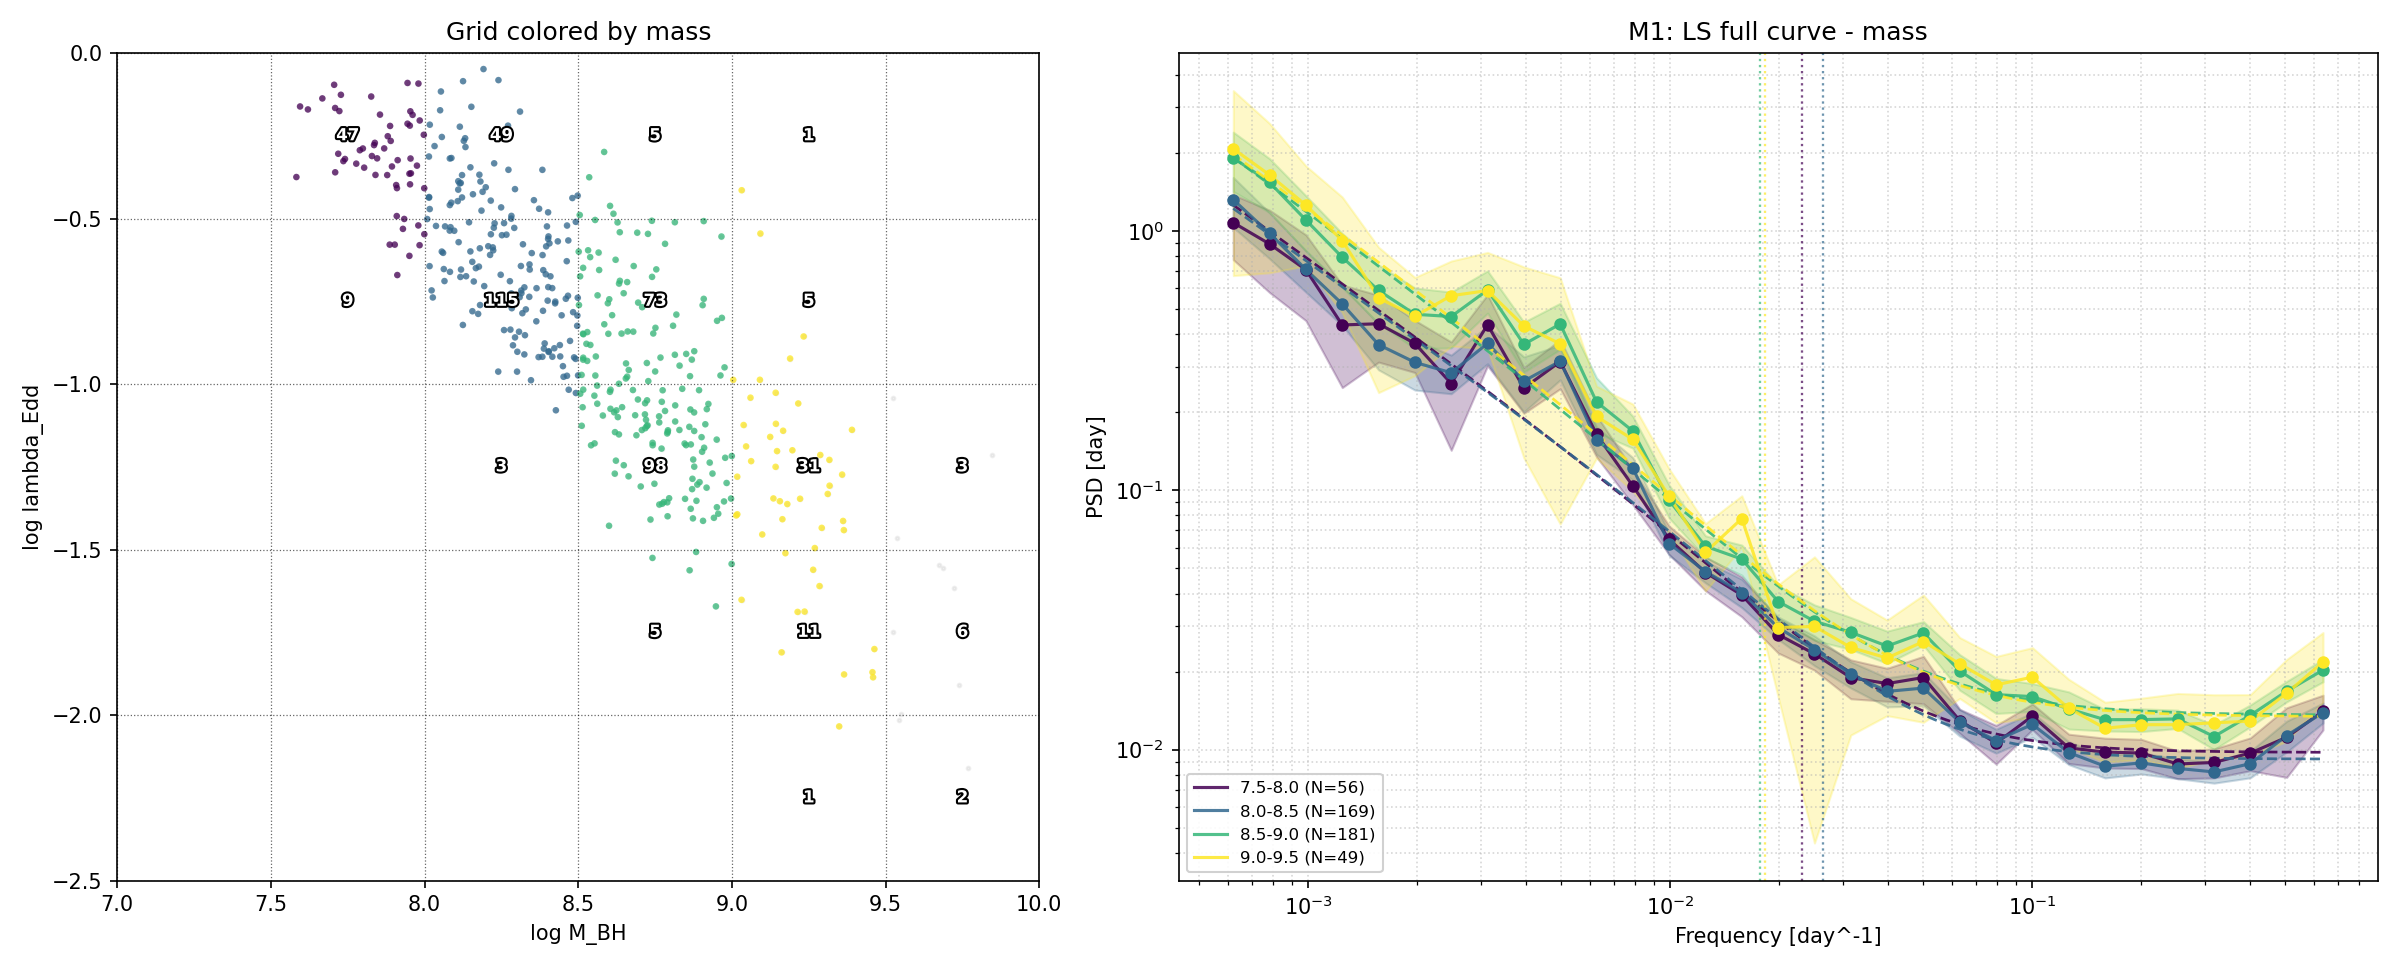 Grid colored by mass
0.0
−0.5
−1.0
−1.5
−2.0
−2.5
log lambda_Edd
47 49 5 1
9 115 73 5
3 98 31 3
5 11 6
1 2
7.0 7.5 8.0 8.5 9.0 9.5 10.0
log M_BH
M1: LS full curve - mass
PSD [day]
10^0
10^−1
10^−2
7.5-8.0 (N=56)
8.0-8.5 (N=169)
8.5-9.0 (N=181)
9.0-9.5 (N=49)
10^−3 10^−2 10^−1
Frequency [day^-1]